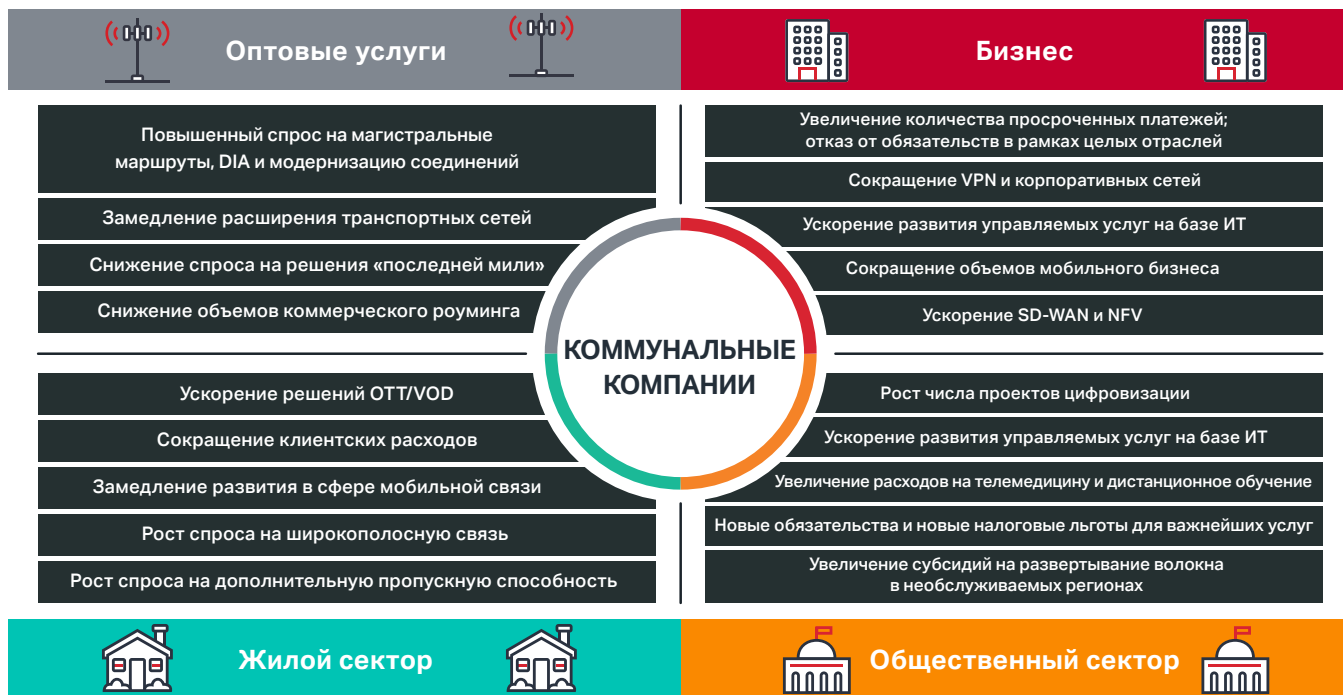 Оптовые услуги
Повышенный спрос на магистральные
маршруты, DIA и модернизацию соединений
Замедление расширения транспортных сетей
Снижение спроса на решения «последней мили»
Снижение объемов коммерческого роуминга
Бизнес
Увеличение количества просроченных платежей;
отказ от обязательств в рамках целых отраслей
Сокращение VPN и корпоративных сетей
Ускорение развития управляемых услуг на базе ИТ
Сокращение объемов мобильного бизнеса
Ускорение SD-WAN и NFV
КОММУНАЛЬНЫЕ
КОМПАНИИ
Ускорение решений OTT/VOD
Сокращение клиентских расходов
Замедление развития в сфере мобильной связи
Рост спроса на широкополосную связь
Рост спроса на дополнительную пропускную способность
Жилой сектор
Рост числа проектов цифровизации
Ускорение развития управляемых услуг на базе ИТ
Увеличение расходов на телемедицину и дистанционное обучение
Новые обязательства и новые налоговые льготы для важнейших услуг
Увеличение субсидий на развертывание волокна
в необслуживаемых регионах
Общественный сектор